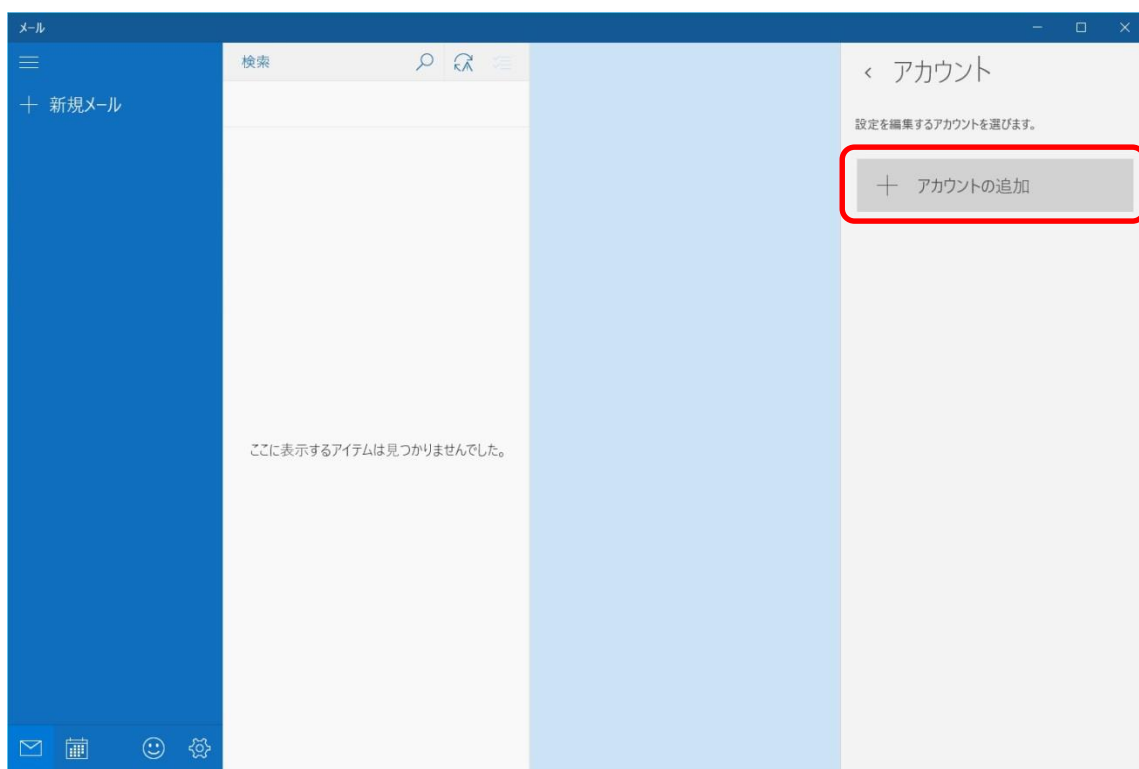 メール
検索
アカウント
新規メール
設定を編集するアカウントを選びます。
アカウントの追加
ここに表示するアイテムは見つかりませんでした。